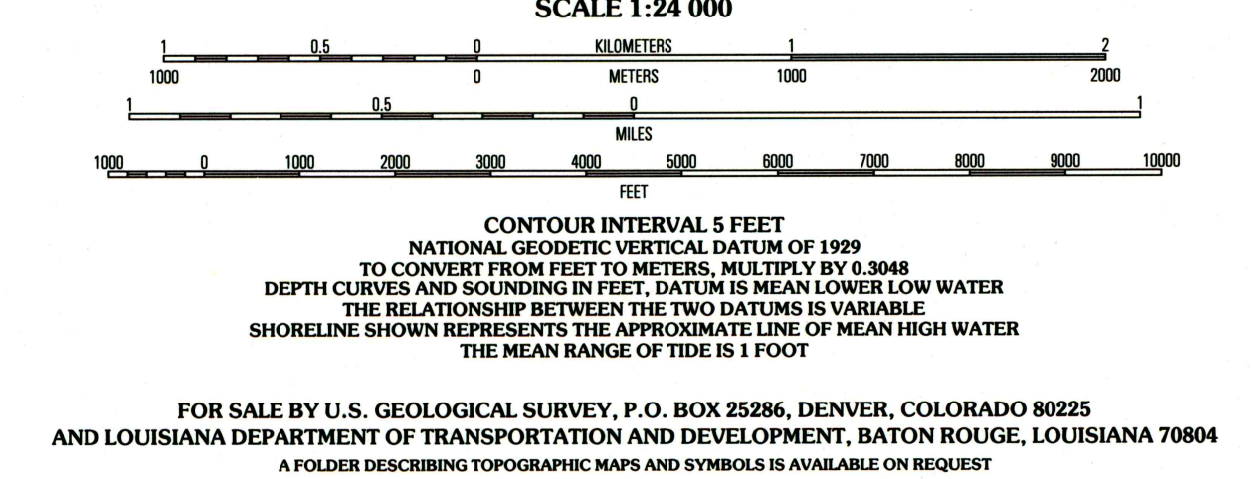 SCALE 1:24 000
1 0.5 0 KILOMETERS 1 2
1000 0 METERS 1000 2000
1 0.5 0 1
MILES
1000 0 1000 2000 3000 4000 5000 6000 7000 8000 9000 10000
FEET
CONTOUR INTERVAL 5 FEET
NATIONAL GEODETIC VERTICAL DATUM OF 1929
TO CONVERT FROM FEET TO METERS, MULTIPLY BY 0.3048
DEPTH CURVES AND SOUNDING IN FEET, DATUM IS MEAN LOWER LOW WATER
THE RELATIONSHIP BETWEEN THE TWO DATUMS IS VARIABLE
SHORELINE SHOWN REPRESENTS THE APPROXIMATE LINE OF MEAN HIGH WATER
THE MEAN RANGE OF TIDE IS 1 FOOT
FOR SALE BY U.S. GEOLOGICAL SURVEY, P.O. BOX 25286, DENVER, COLORADO 80225
AND LOUISIANA DEPARTMENT OF TRANSPORTATION AND DEVELOPMENT, BATON ROUGE, LOUISIANA 70804
A FOLDER DESCRIBING TOPOGRAPHIC MAPS AND SYMBOLS IS AVAILABLE ON REQUEST